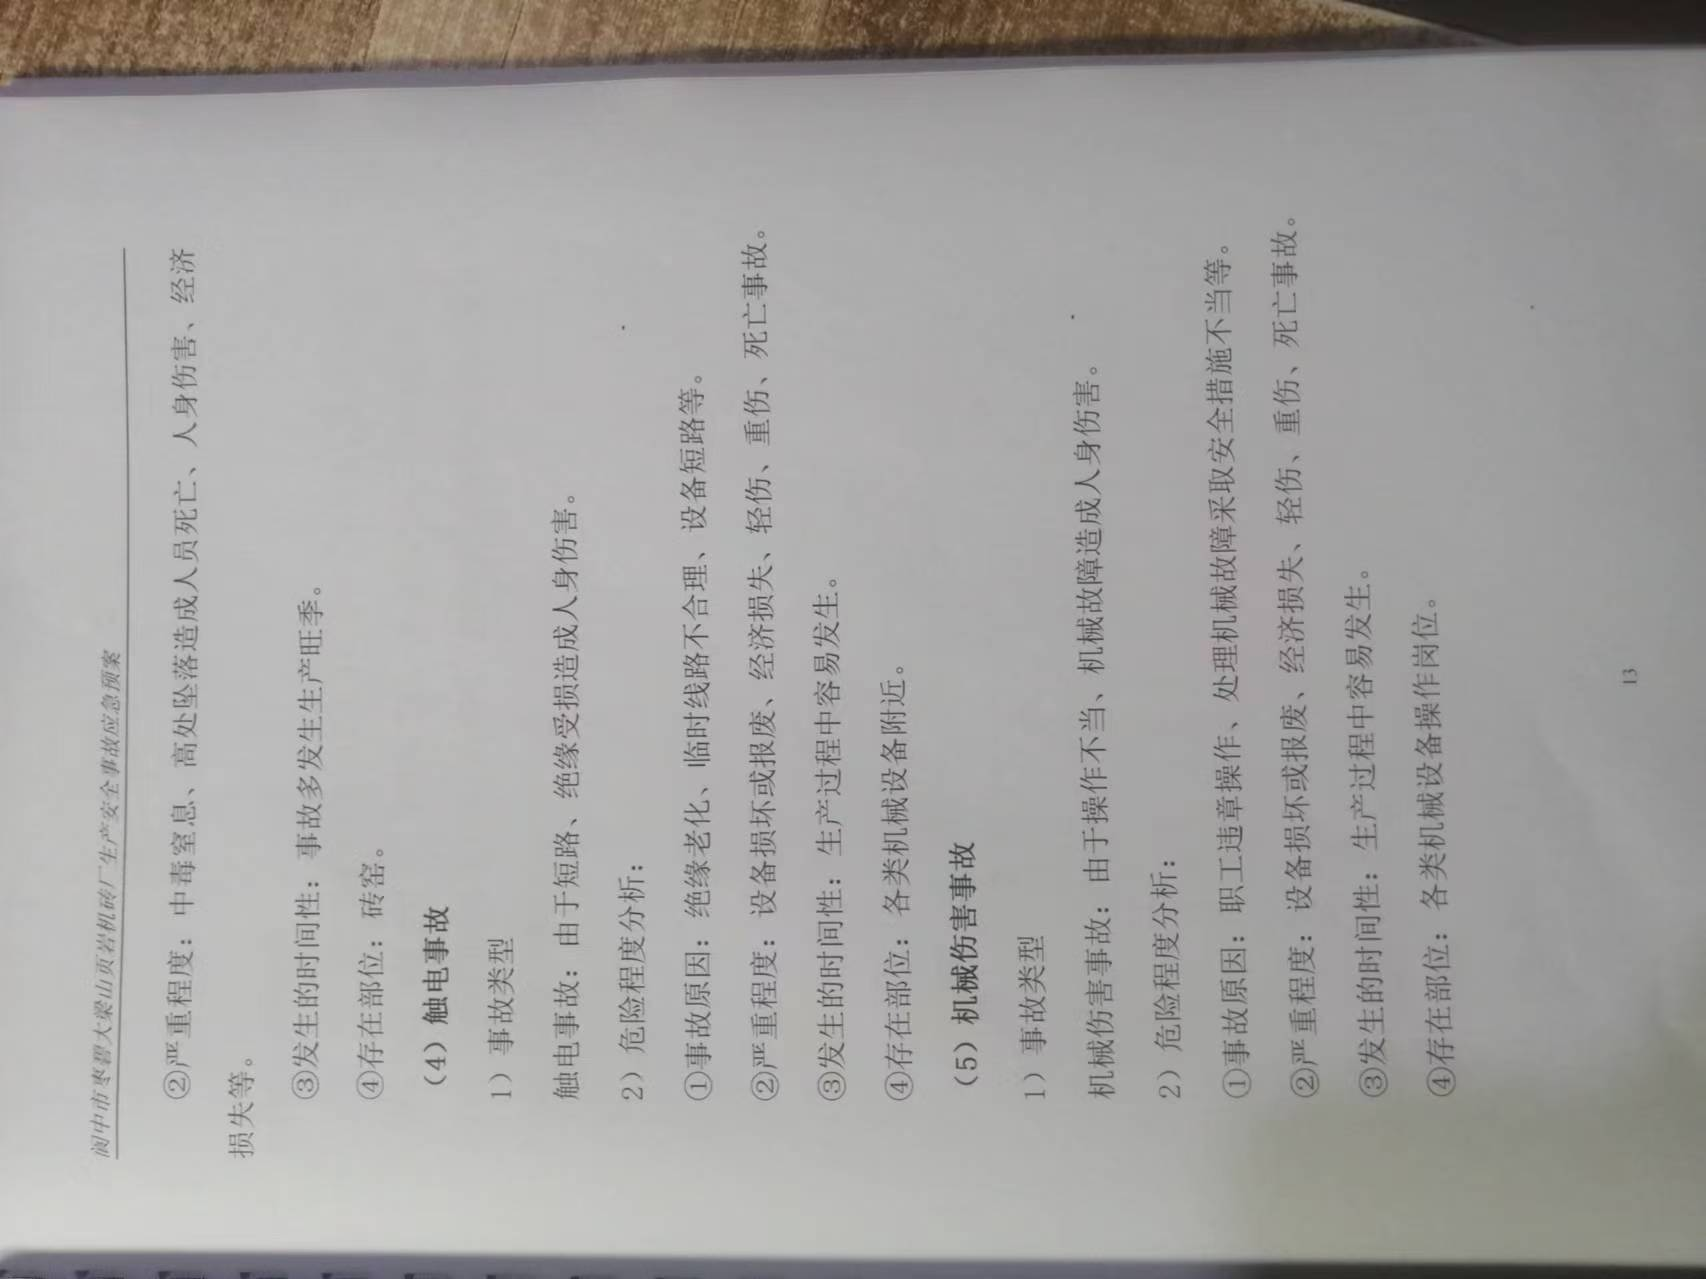 阆中市枣碧大梁山页岩机砖厂生产安全事故应急预案
②严重程度：中毒窒息、高处坠落造成人员死亡、人身伤害、经济
损失等。
③发生的时间性：事故多发生生产旺季。
④存在部位：砖窑。
（4）触电事故
1）事故类型
触电事故：由于短路、绝缘受损造成人身伤害。
2）危险程度分析：
①事故原因：绝缘老化、临时线路不合理、设备短路等。
②严重程度：设备损坏或报废、经济损失、轻伤、重伤、死亡事故。
③发生的时间性：生产过程中容易发生。
④存在部位：各类机械设备附近。
（5）机械伤害事故
1）事故类型
机械伤害事故：由于操作不当、机械故障造成人身伤害。
2）危险程度分析：
①事故原因：职工违章操作、处理机械故障采取安全措施不当等。
②严重程度：设备损坏或报废、经济损失、轻伤、重伤、死亡事故。
③发生的时间性：生产过程中容易发生。
④存在部位：各类机械设备操作岗位。
13